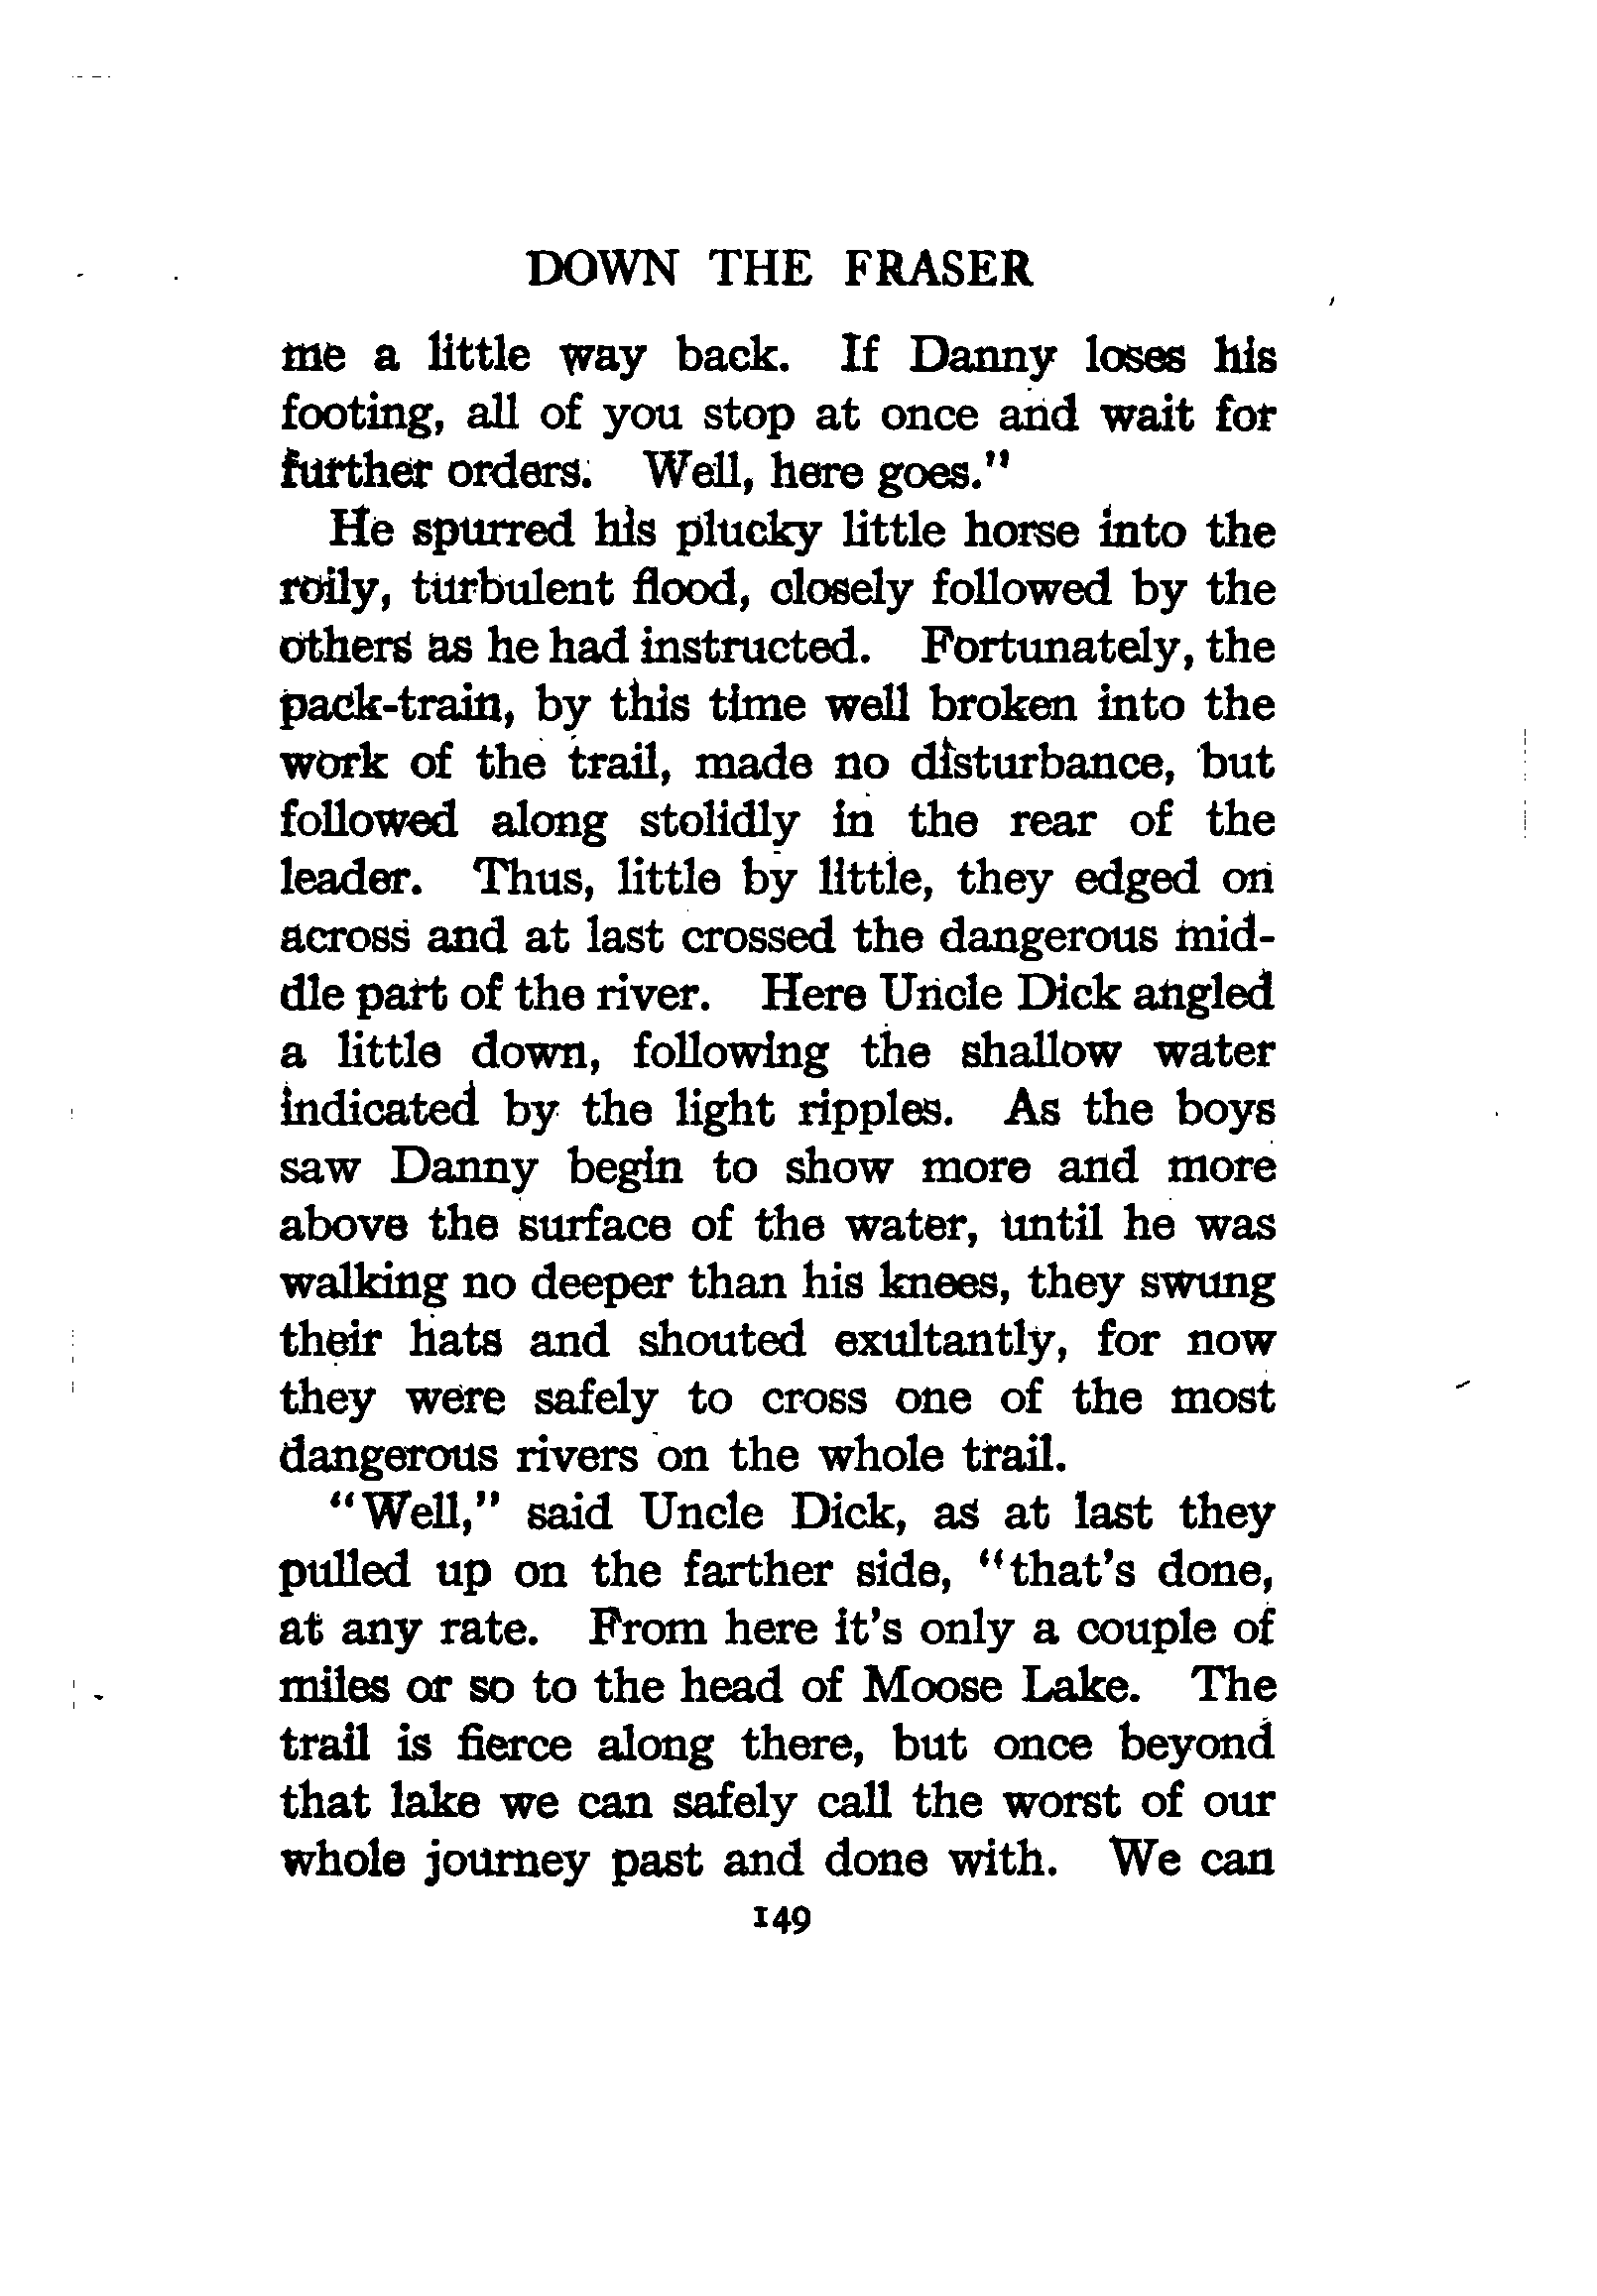 DOWN THE FRASER
me a little way back. If Danny loses his
footing, all of you stop at once and wait for
further orders. Well, here goes."
He spurred his plucky little horse into the
roily, turbulent flood, closely followed by the
others as he had instructed. Fortunately, the
pack-train, by this time well broken into the
work of the trail, made no disturbance, but
followed along stolidly in the rear of the
leader. Thus, little by little, they edged on
across and at last crossed the dangerous mid-
dle part of the river. Here Uncle Dick angled
a little down, following the shallow water
indicated by the light ripples. As the boys
saw Danny begin to show more and more
above the surface of the water, until he was
walking no deeper than his knees, they swung
their hats and shouted exultantly, for now
they were safely to cross one of the most
dangerous rivers on the whole trail.
"Well," said Uncle Dick, as at last they
pulled up on the farther side, "that's done,
at any rate. From here it's only a couple of
miles or so to the head of Moose Lake. The
trail is fierce along there, but once beyond
that lake we can safely call the worst of our
whole journey past and done with. We can
149